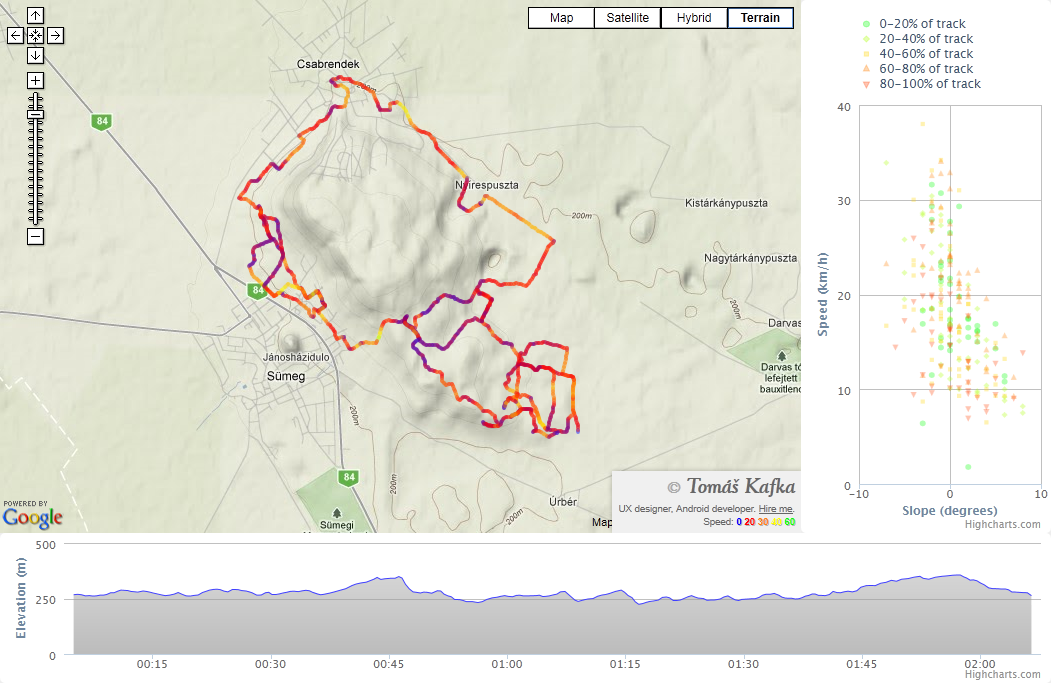 Map Satellite Hybrid Terrain
84
Csabrendek
200m
Nyirespuszta
200m
Kistárkánypuszta
Nagytárkánypuszta
84
200m
Darvas
Jánosházidulo
Sümeg
Darvas tó
lefejtett
bauxitlenc
200m
84
200m
Úrbér
200m
Sümegi
POWERED BY
Google
Map
© Tomáš Kafka
UX designer, Android developer. Hire me.
Speed: 0 20 30 40 60
0–20% of track
20–40% of track
40–60% of track
60–80% of track
80–100% of track
40
30
20
10
0
Speed (km/h)
−10 0 10
Slope (degrees)
Highcharts.com
500
250
0
Elevation (m)
00:15 00:30 00:45 01:00 01:15 01:30 01:45 02:00
Highcharts.com